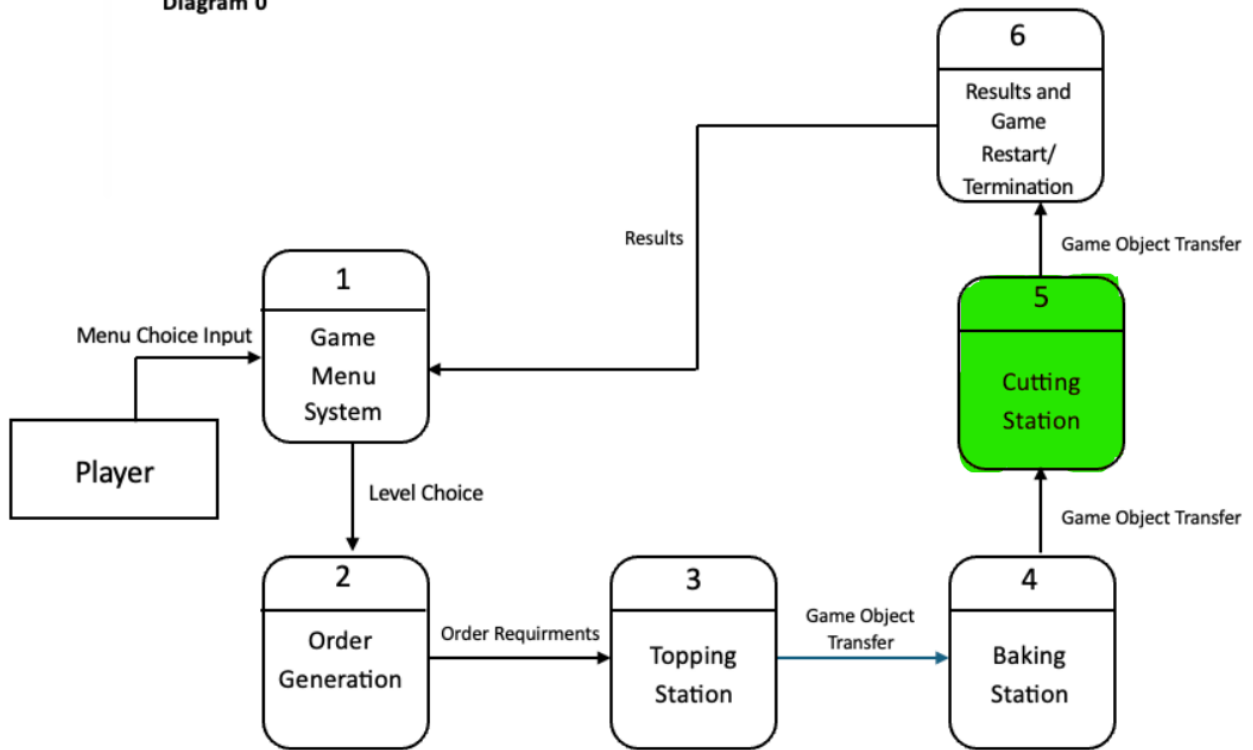 Diagram 0
6
Results and
Game
Restart/
Termination
Results
Game Object Transfer
1
Game
Menu
System
Menu Choice Input
Player
5
Cutting
Station
Level Choice
Game Object Transfer
2
Order
Generation
Order Requirments
3
Topping
Station
Game Object
Transfer
4
Baking
Station